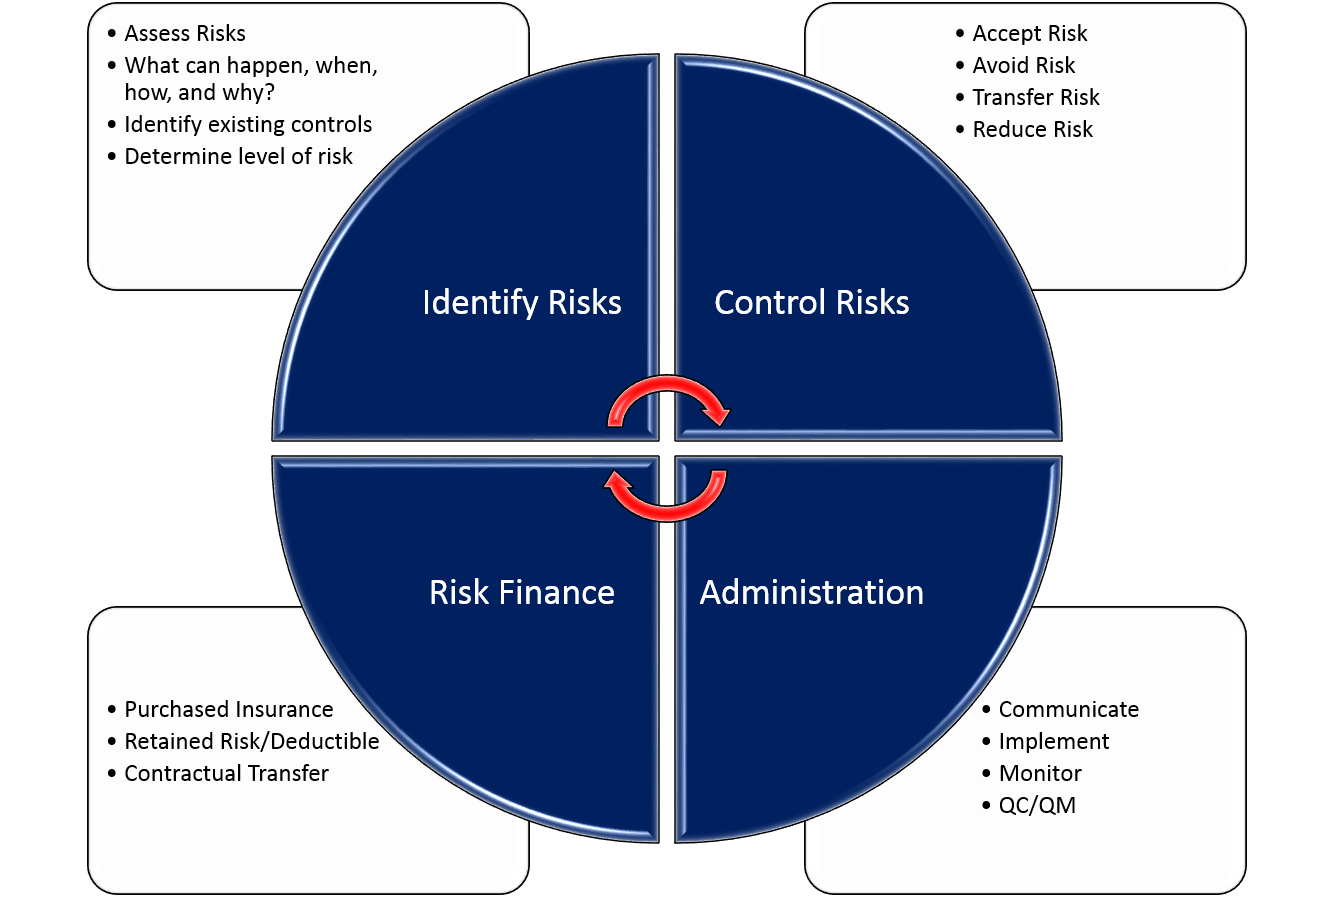 • Assess Risks
• What can happen, when,
how, and why?
• Identify existing controls
• Determine level of risk
• Accept Risk
• Avoid Risk
• Transfer Risk
• Reduce Risk
Identify Risks
Control Risks
Risk Finance
Administration
• Purchased Insurance
• Retained Risk/Deductible
• Contractual Transfer
• Communicate
• Implement
• Monitor
• QC/QM